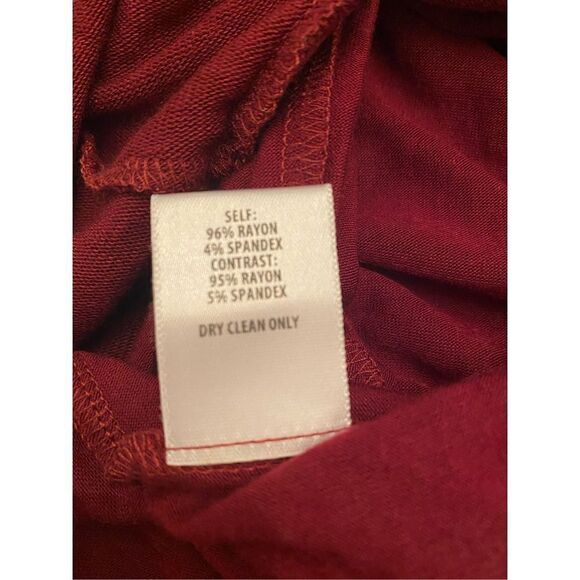 SELF:
96% RAYON
4% SPANDEX
CONTRAST:
95% RAYON
5% SPANDEX
DRY CLEAN ONLY